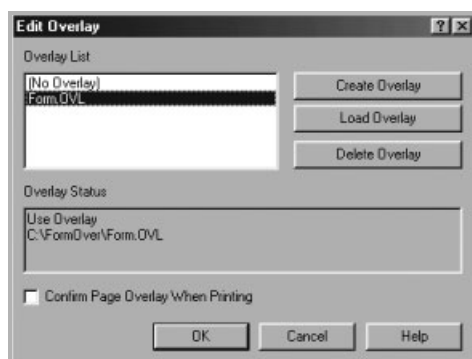 Edit Overlay
Overlay List
(No Overlay)
Form.OVL
Create Overlay
Load Overlay
Delete Overlay
Overlay Status
Use Overlay
C:\FormOver\Form.OVL
Confirm Page Overlay When Printing
OK Cancel Help